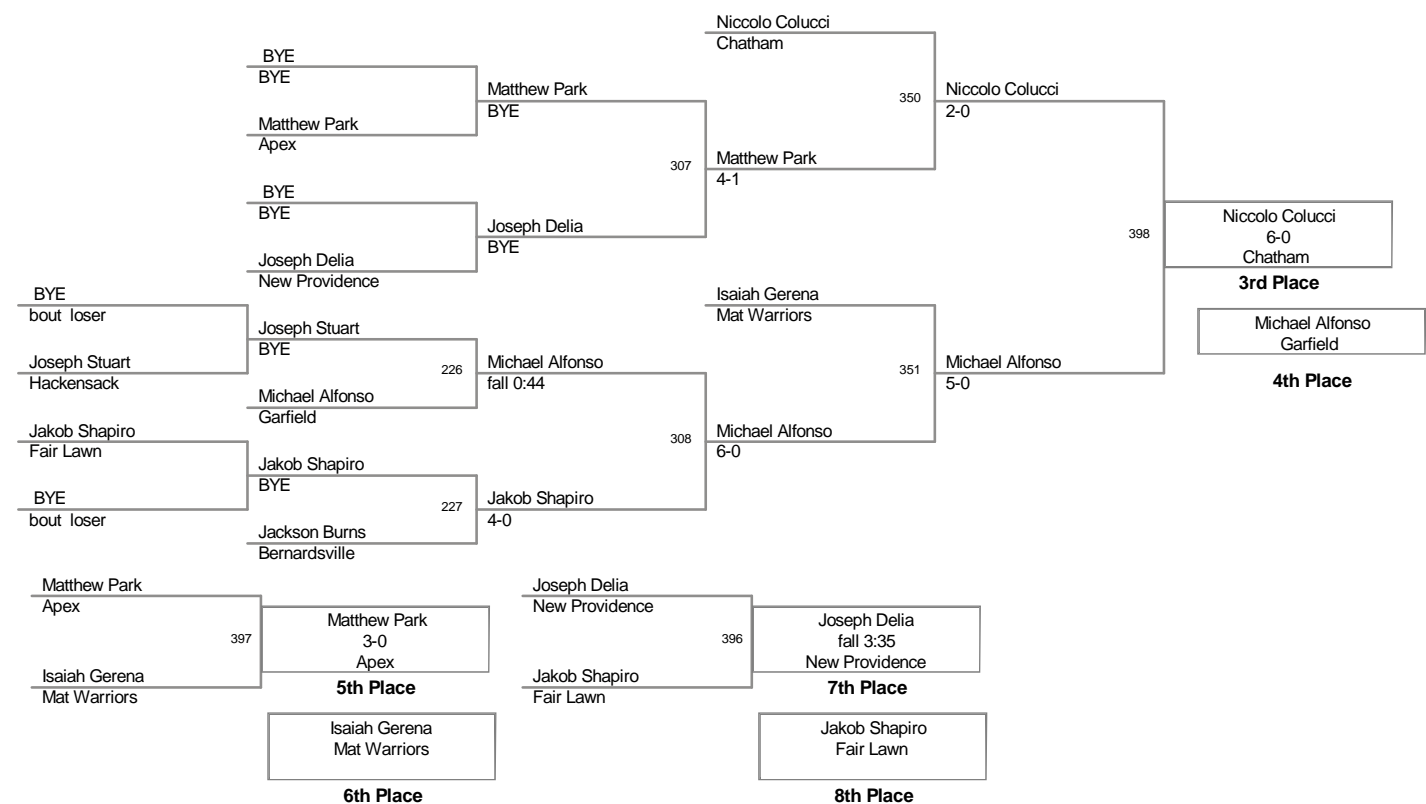 Niccolo Colucci
Chatham
BYE
BYE
Matthew Park
BYE
350
Niccolo Colucci
2-0
Matthew Park
Apex
307
Matthew Park
4-1
BYE
BYE
Joseph Delia
BYE
398
Niccolo Colucci
6-0
Chatham
3rd Place
Joseph Delia
New Providence
BYE
bout loser
Isaiah Gerena
Mat Warriors
Joseph Stuart
BYE
Michael Alfonso
Garfield
4th Place
Joseph Stuart
Hackensack
226
Michael Alfonso
fall 0:44
351
Michael Alfonso
5-0
Michael Alfonso
Garfield
Jakob Shapiro
Fair Lawn
308
Michael Alfonso
6-0
Jakob Shapiro
BYE
BYE
bout loser
227
Jakob Shapiro
4-0
Jackson Burns
Bernardsville
Matthew Park
Apex
397
Matthew Park
3-0
Apex
5th Place
Isaiah Gerena
Mat Warriors
Isaiah Gerena
Mat Warriors
6th Place
Joseph Delia
New Providence
396
Joseph Delia
fall 3:35
New Providence
7th Place
Jakob Shapiro
Fair Lawn
Jakob Shapiro
Fair Lawn
8th Place